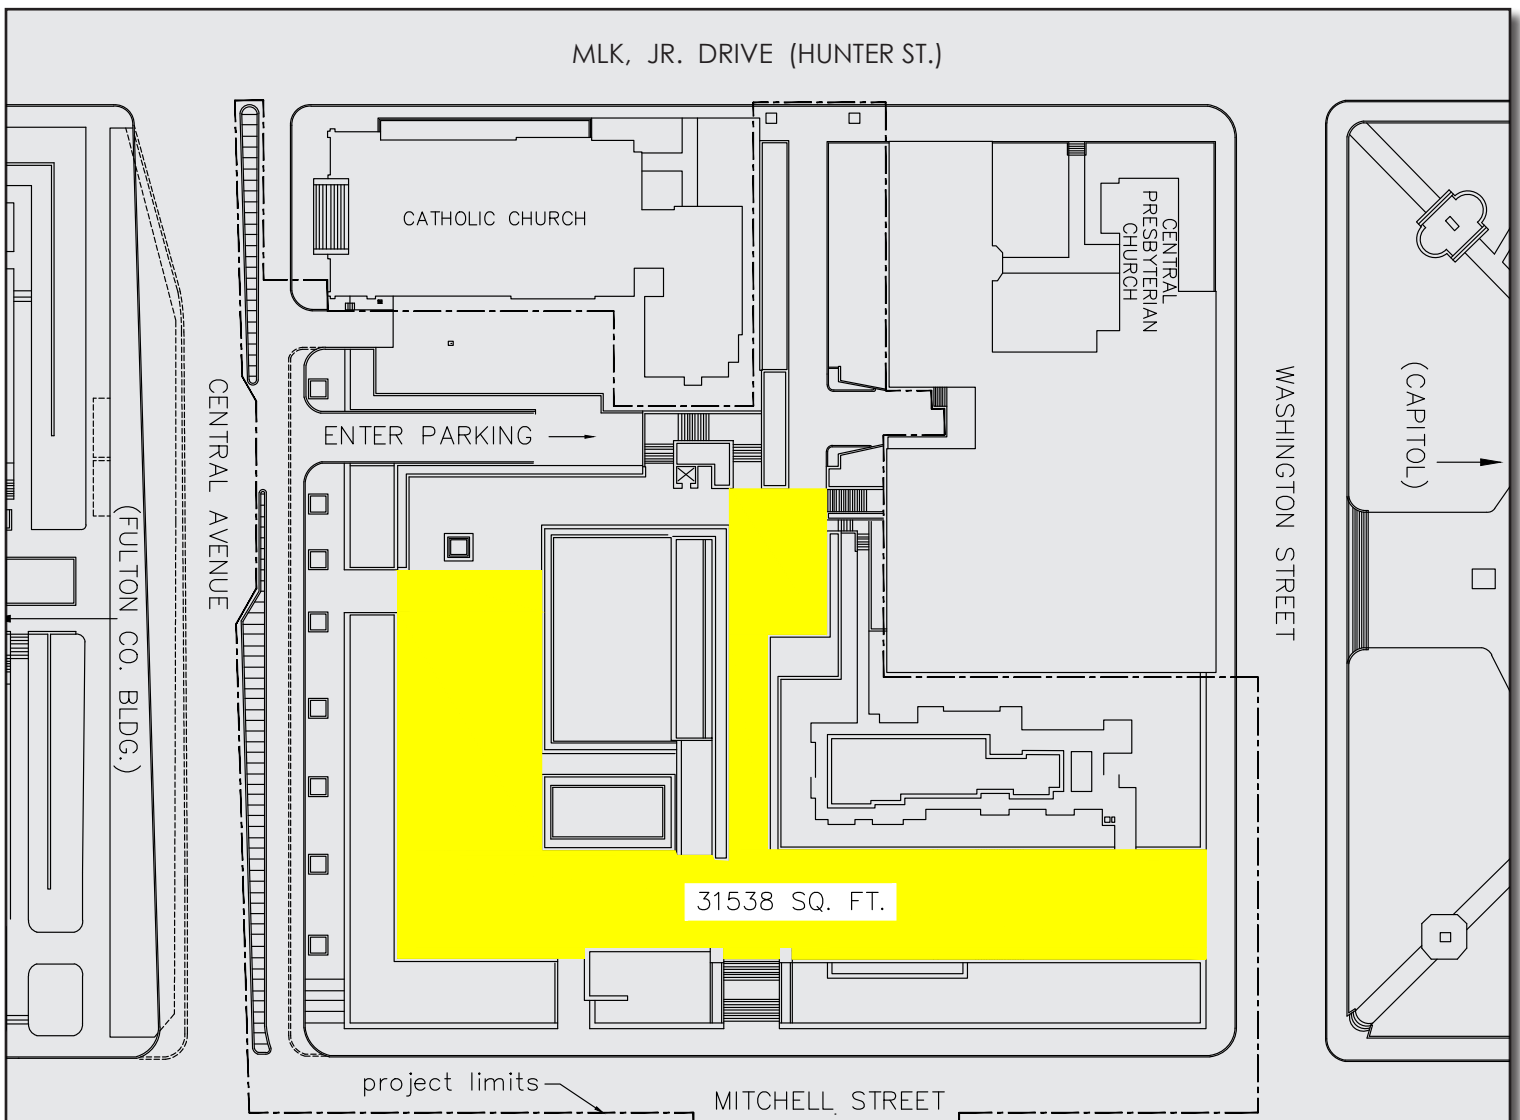 MLK, JR. DRIVE (HUNTER ST.)
CATHOLIC CHURCH
CENTRAL
PRESBYTERIAN
CHURCH
CENTRAL AVENUE
ENTER PARKING
WASHINGTON STREET
(CAPITOL)
(FULTON CO. BLDG.)
31538 SQ. FT.
project limits
MITCHELL STREET